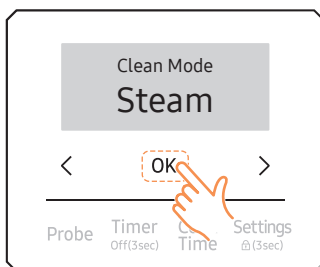 Clean Mode
Steam
< OK >
Probe Timer Time Settings
Off(3sec) (3sec)